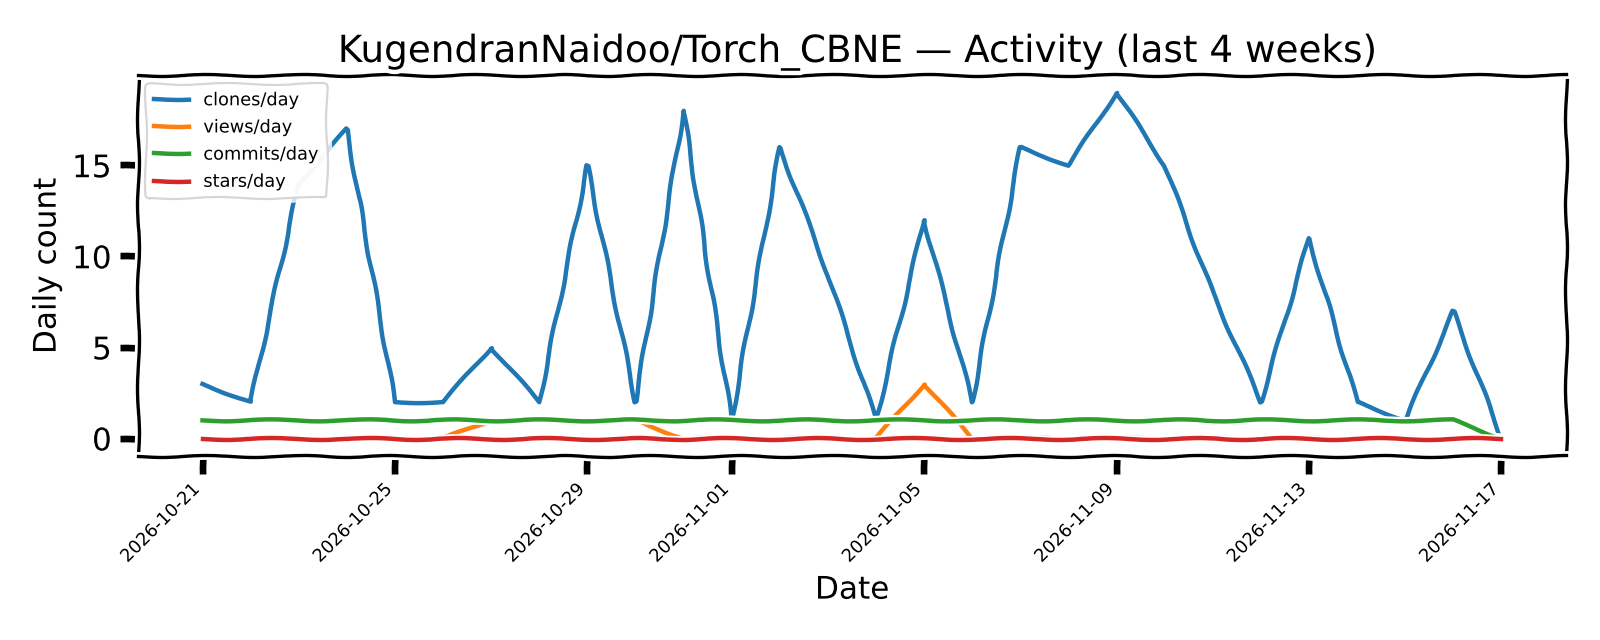 KugendranNaidoo/Torch_CBNE — Activity (last 4 weeks)
clones/day
views/day
commits/day
stars/day
Daily count
15
10
5
0
2026-10-21
2026-10-25
2026-10-29
2026-11-01
2026-11-05
2026-11-09
2026-11-13
2026-11-17
Date